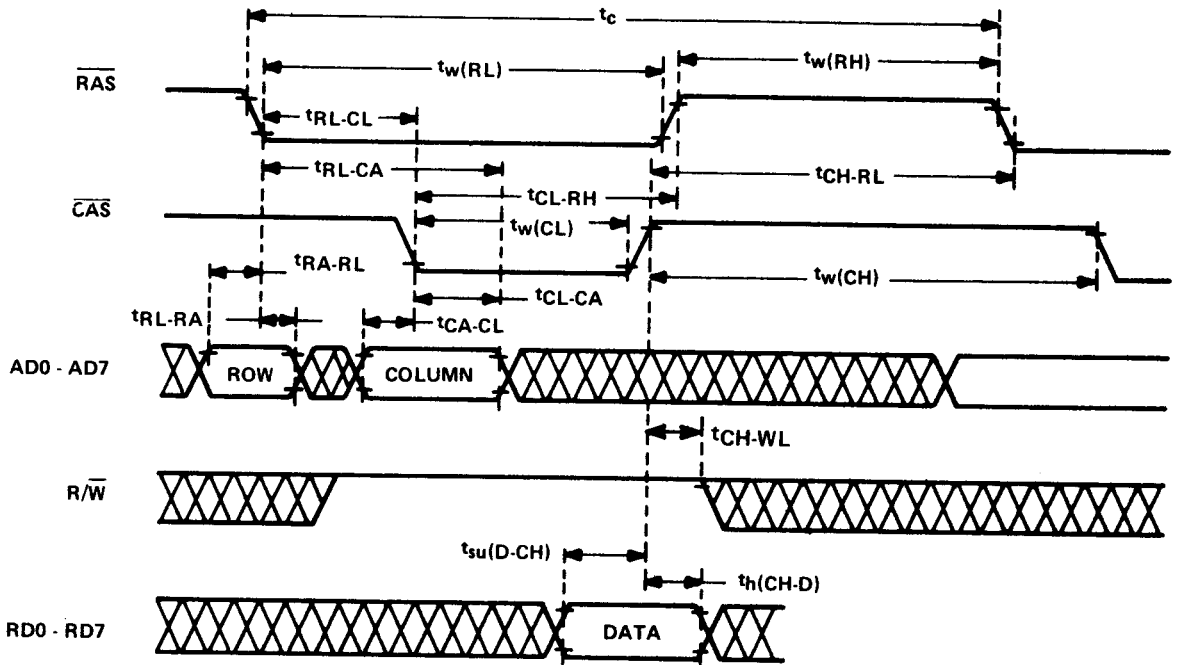 tc
RAS
tw(RL)
tw(RH)
tRL-CL
tRL-CA
tCH-RL
tCL-RH
CAS
tw(CL)
tRA-RL
tw(CH)
tCL-CA
tRL-RA
tCA-CL
AD0 - AD7
ROW
COLUMN
tCH-WL
R/W
tsu(D-CH)
th(CH-D)
RD0 - RD7
DATA